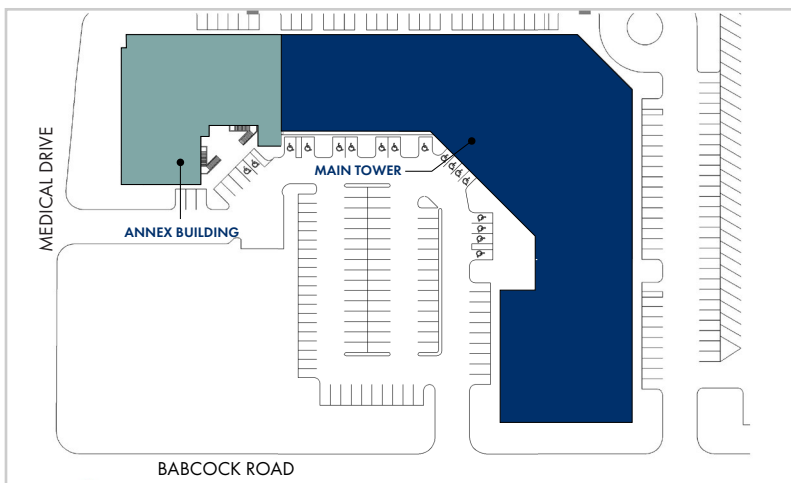 MEDICAL DRIVE
MAIN TOWER
ANNEX BUILDING
BABCOCK ROAD